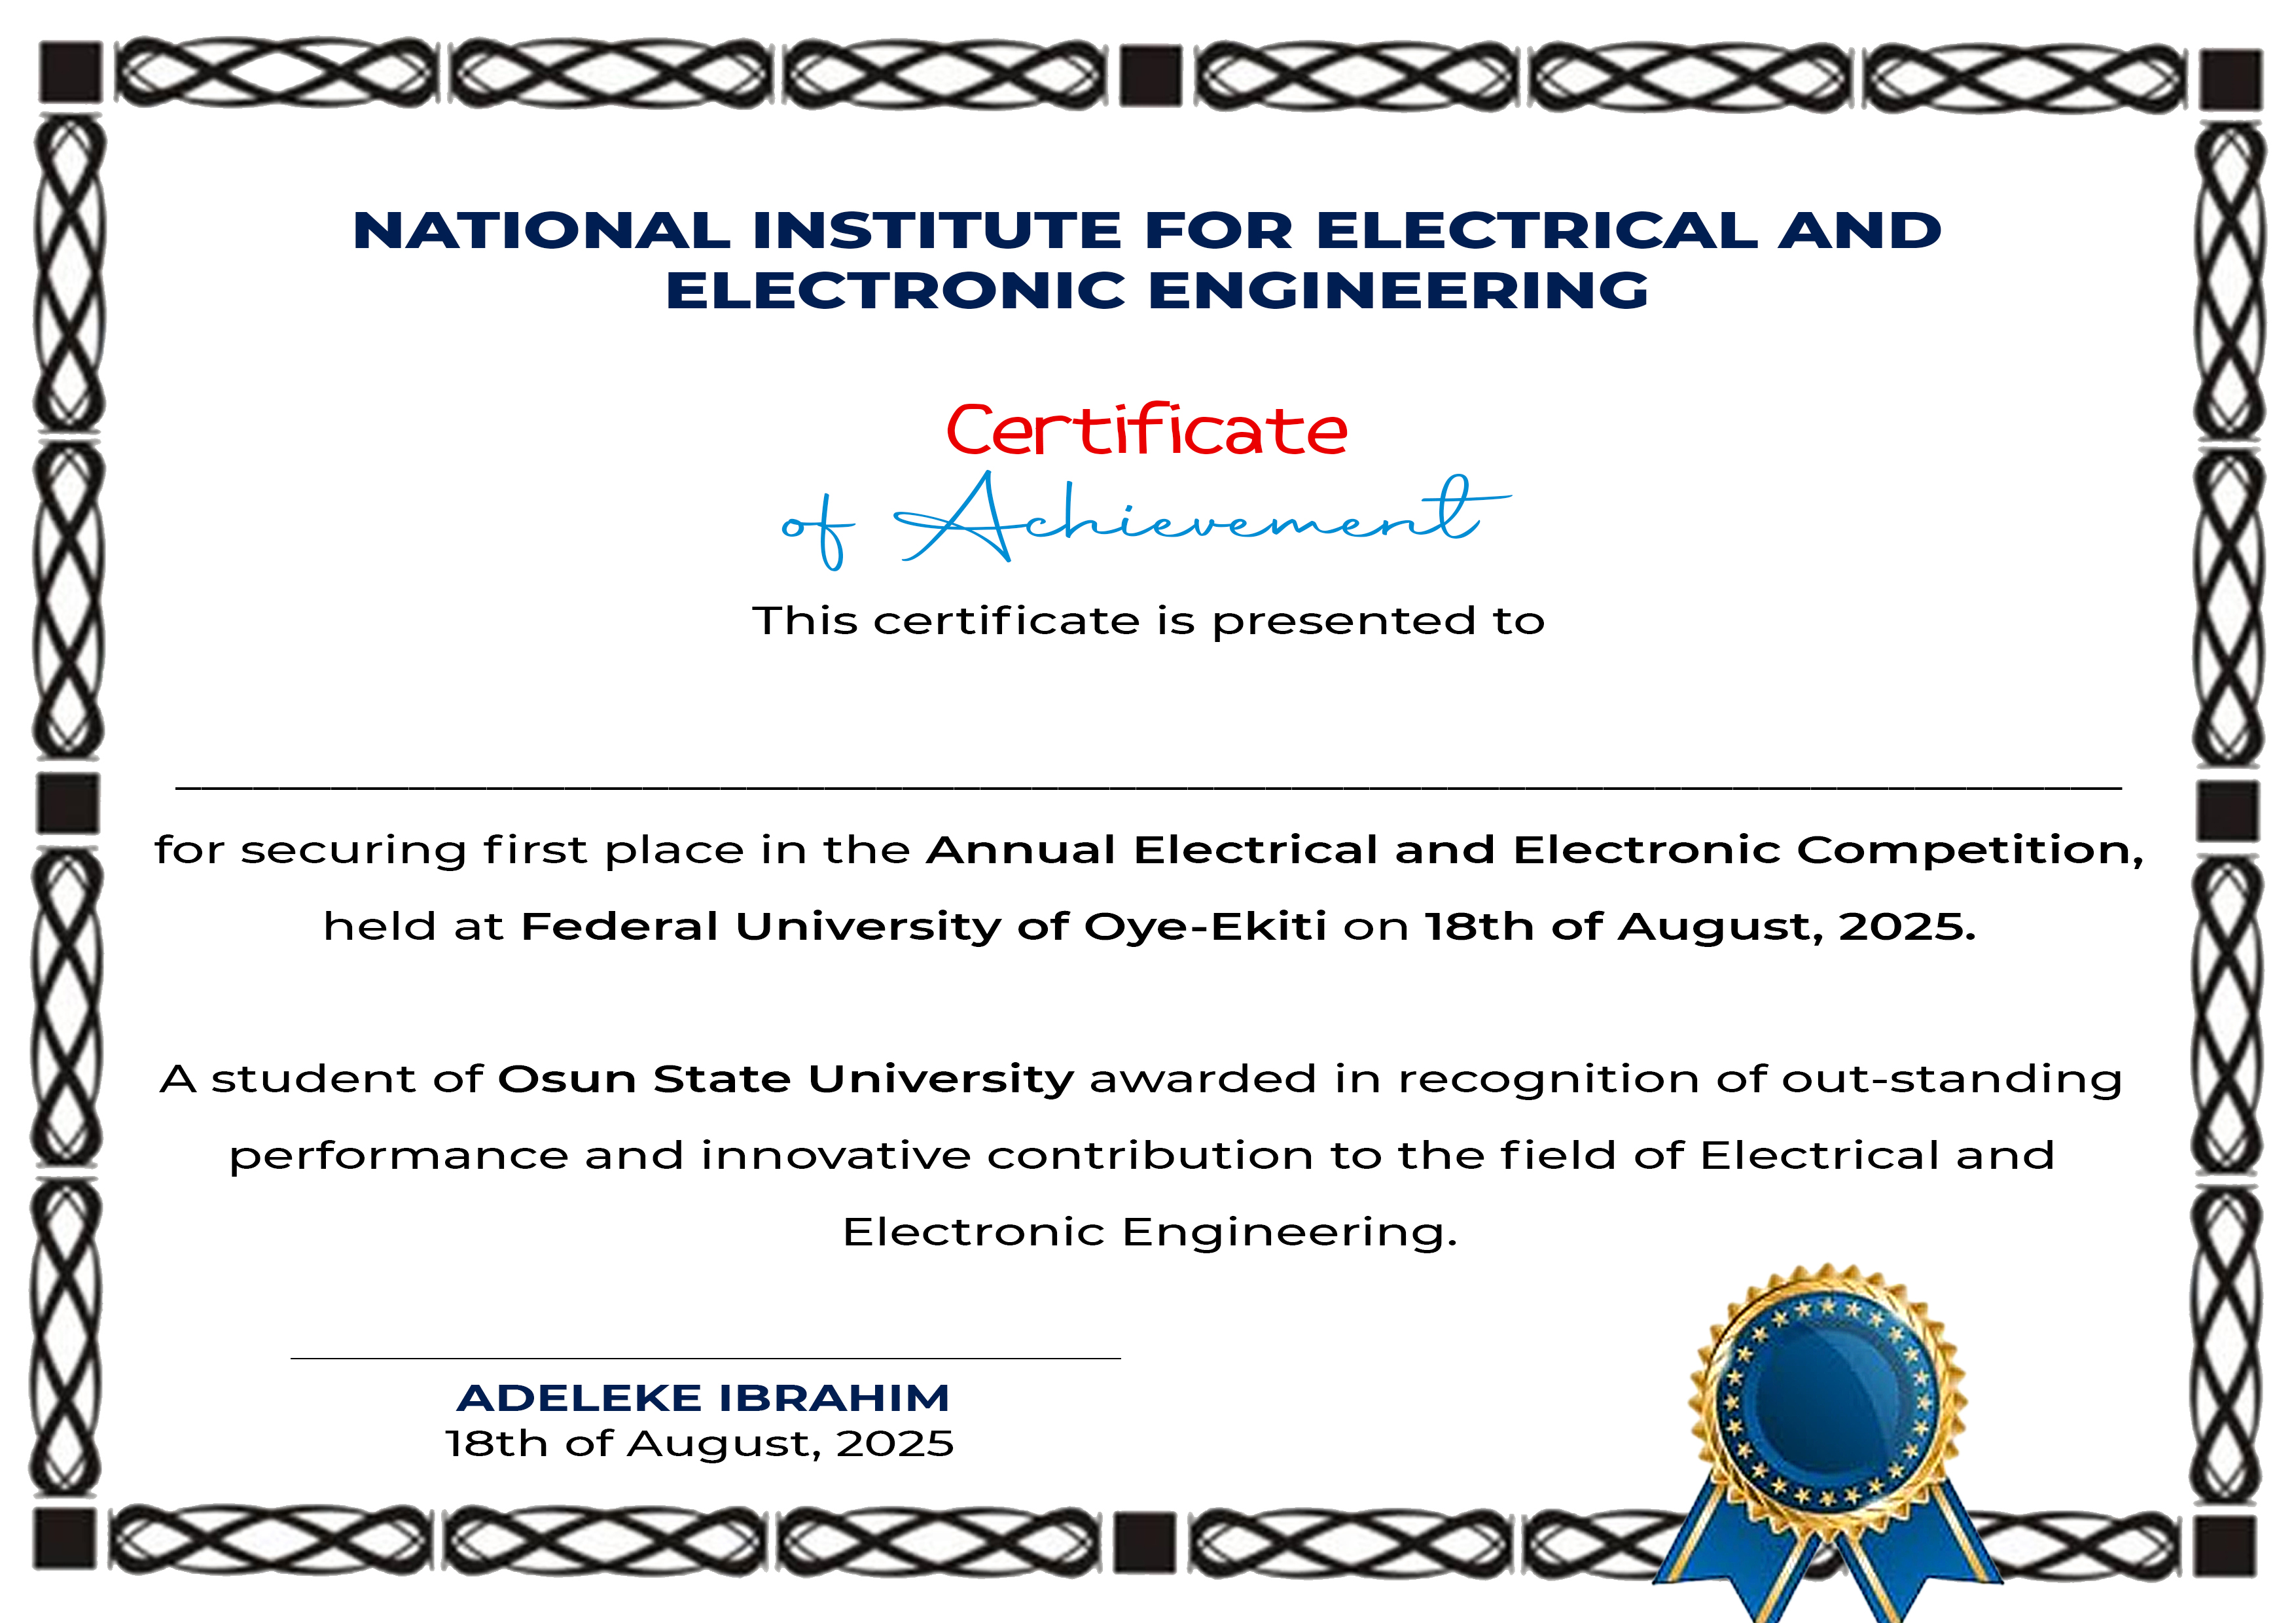 NATIONAL INSTITUTE FOR ELECTRICAL AND
ELECTRONIC ENGINEERING
Certificate
of Achievement
This certificate is presented to
for securing first place in the Annual Electrical and Electronic Competition,
held at Federal University of Oye-Ekiti on 18th of August, 2025.
A student of Osun State University awarded in recognition of out-standing
performance and innovative contribution to the field of Electrical and
Electronic Engineering.
ADELEKE IBRAHIM
18th of August, 2025